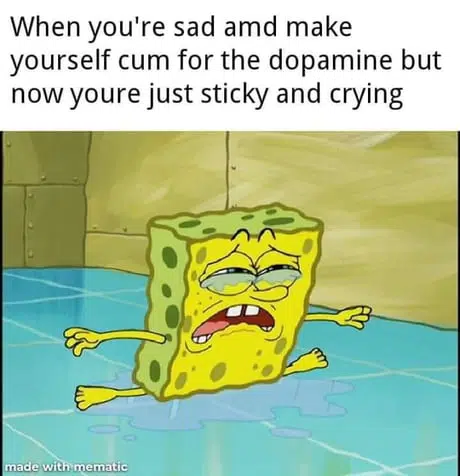 When you're sad amd make
yourself cum for the dopamine but
now youre just sticky and crying
made with mematic